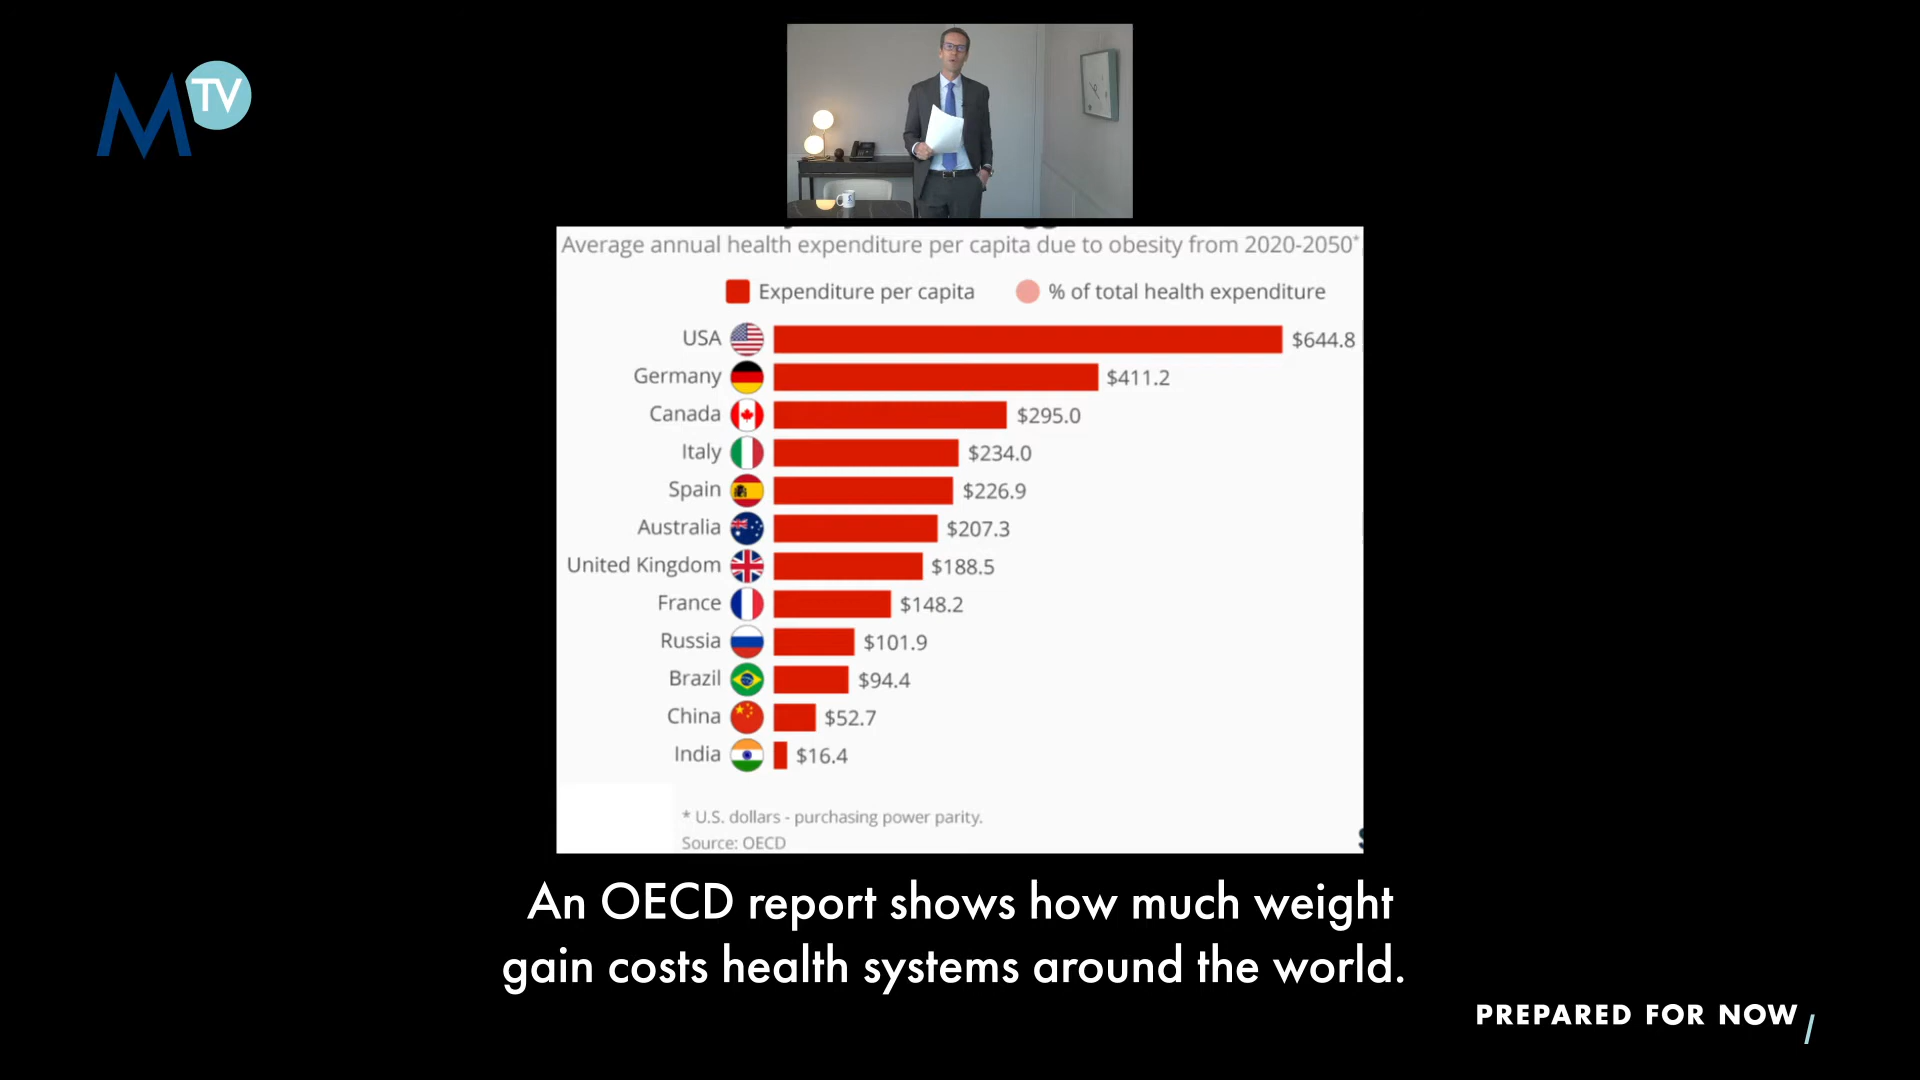 M TV
Average annual health expenditure per capita due to obesity from 2020-2050*
Expenditure per capita
% of total health expenditure
USA $644.8
Germany $411.2
Canada $295.0
Italy $234.0
Spain $226.9
Australia $207.3
United Kingdom $188.5
France $148.2
Russia $101.9
Brazil $94.4
China $52.7
India $16.4
* U.S. dollars - purchasing power parity.
Source: OECD
An OECD report shows how much weight
gain costs health systems around the world.
PREPARED FOR NOW /